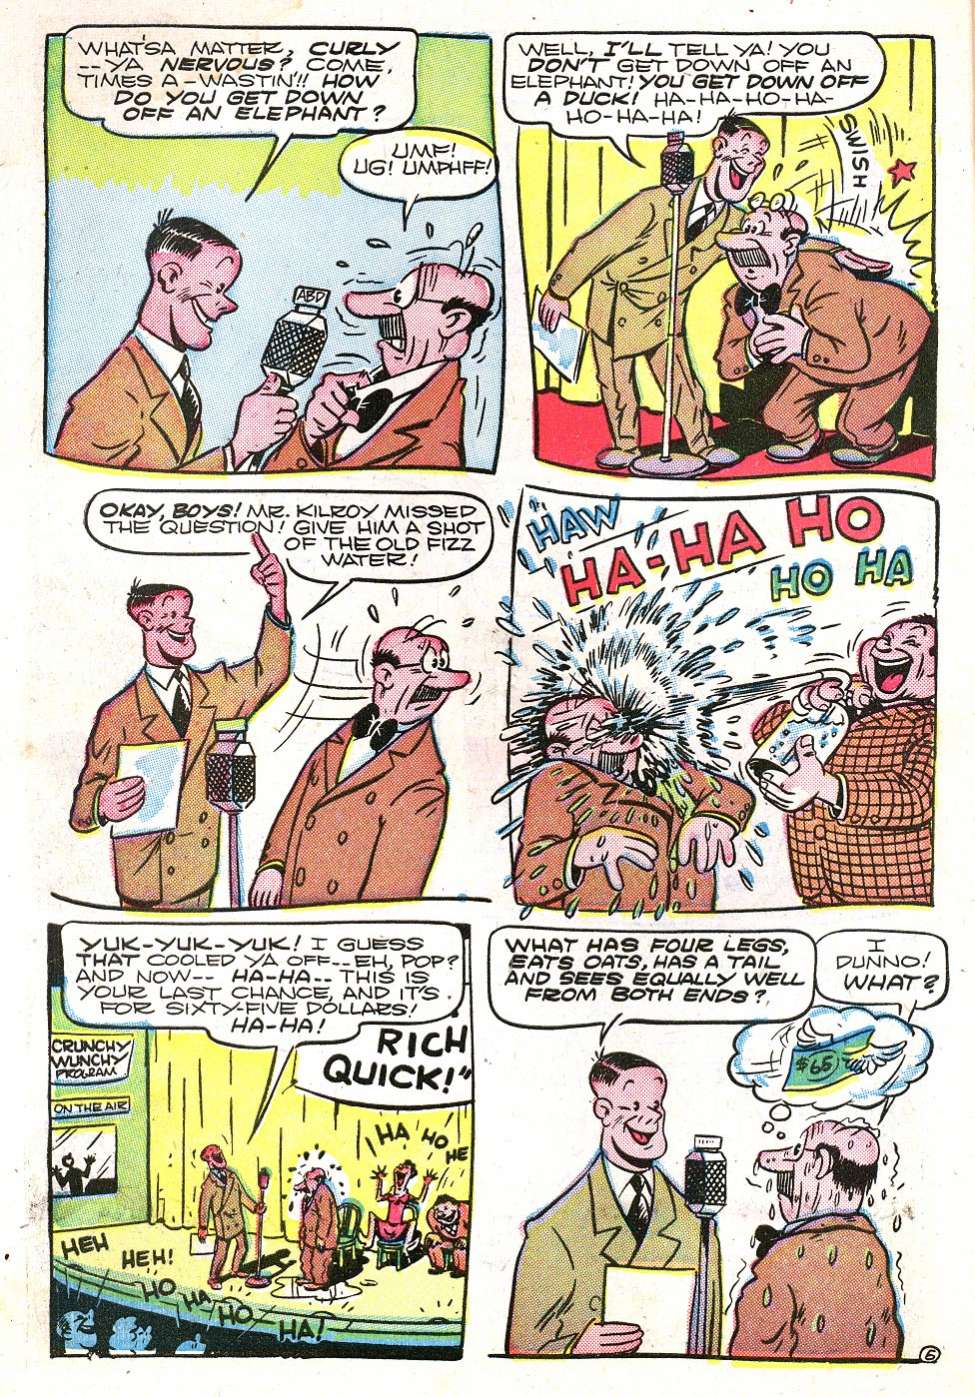 WHAT'SA MATTER, CURLY
--YA NERVOUS? COME,
TIMES A-WASTIN'!! HOW
DO YOU GET DOWN
OFF AN ELEPHANT?
UMF!
UG! UMPHFF!
ABD
WELL, I'LL TELL YA! YOU
DON'T GET DOWN OFF AN
ELEPHANT! YOU GET DOWN OFF
A DUCK! HA-HA-HO-HA-
HO-HA-HA!
SWISH
OKAY, BOYS! MR. KILROY MISSED
THE QUESTION! GIVE HIM A SHOT
OF THE OLD FIZZ
WATER!
HAW
HA-HA HO
HO HA
YUK-YUK-YUK! I GUESS
THAT COOLED YA OFF--EH, POP?
AND NOW-- HA-HA-- THIS IS
YOUR LAST CHANCE, AND IT'S
FOR SIXTY-FIVE DOLLARS!
HA-HA!
RICH
QUICK!"
CRUNCHY
WUNCHY
PROGRAM
ON THE AIR
HA HO
HE
HEH
HEH!
HO
HA
HO
HA!
WHAT HAS FOUR LEGS,
EATS OATS, HAS A TAIL
AND SEES EQUALLY WELL
FROM BOTH ENDS?
I
DUNNO!
WHAT?
$65
6